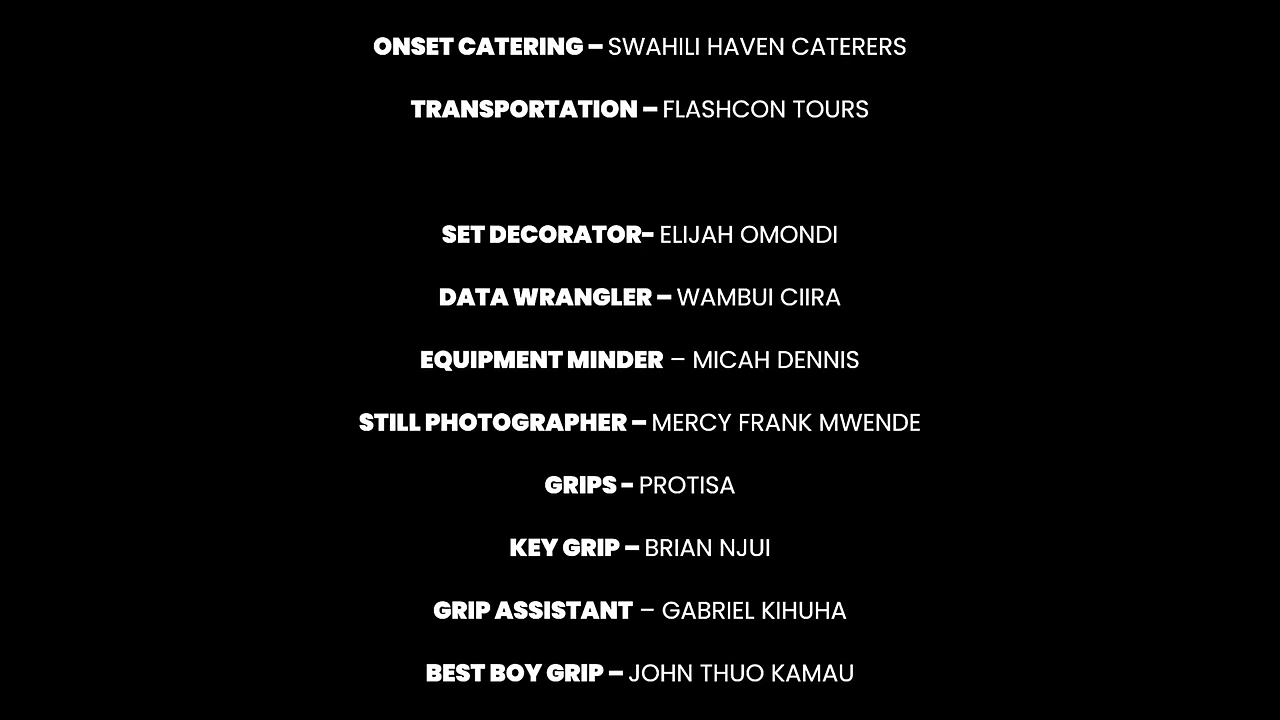 ONSET CATERING – SWAHILI HAVEN CATERERS
TRANSPORTATION – FLASHCON TOURS
SET DECORATOR– ELIJAH OMONDI
DATA WRANGLER – WAMBUI CIIRA
EQUIPMENT MINDER – MICAH DENNIS
STILL PHOTOGRAPHER – MERCY FRANK MWENDE
GRIPS - PROTISA
KEY GRIP – BRIAN NJUI
GRIP ASSISTANT – GABRIEL KIHUHA
BEST BOY GRIP – JOHN THUO KAMAU